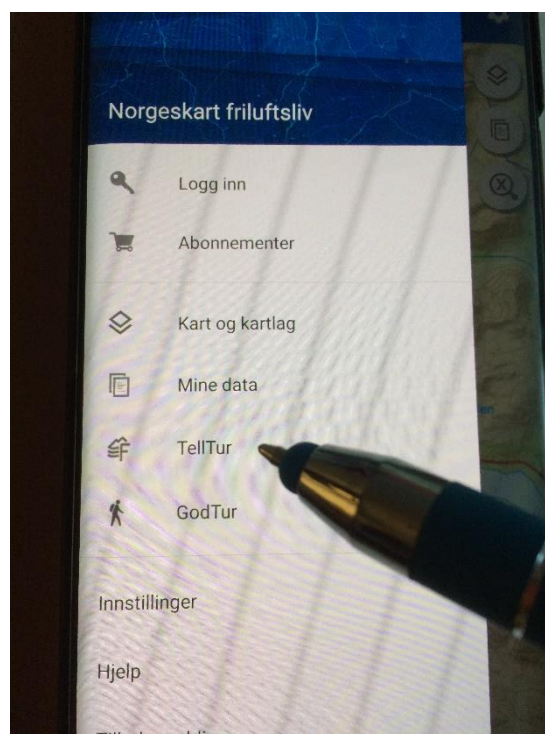 Norgeskart friluftsliv
Logg inn
Abonnementer
Kart og kartlag
Mine data
TellTur
GodTur
Innstillinger
Hjelp